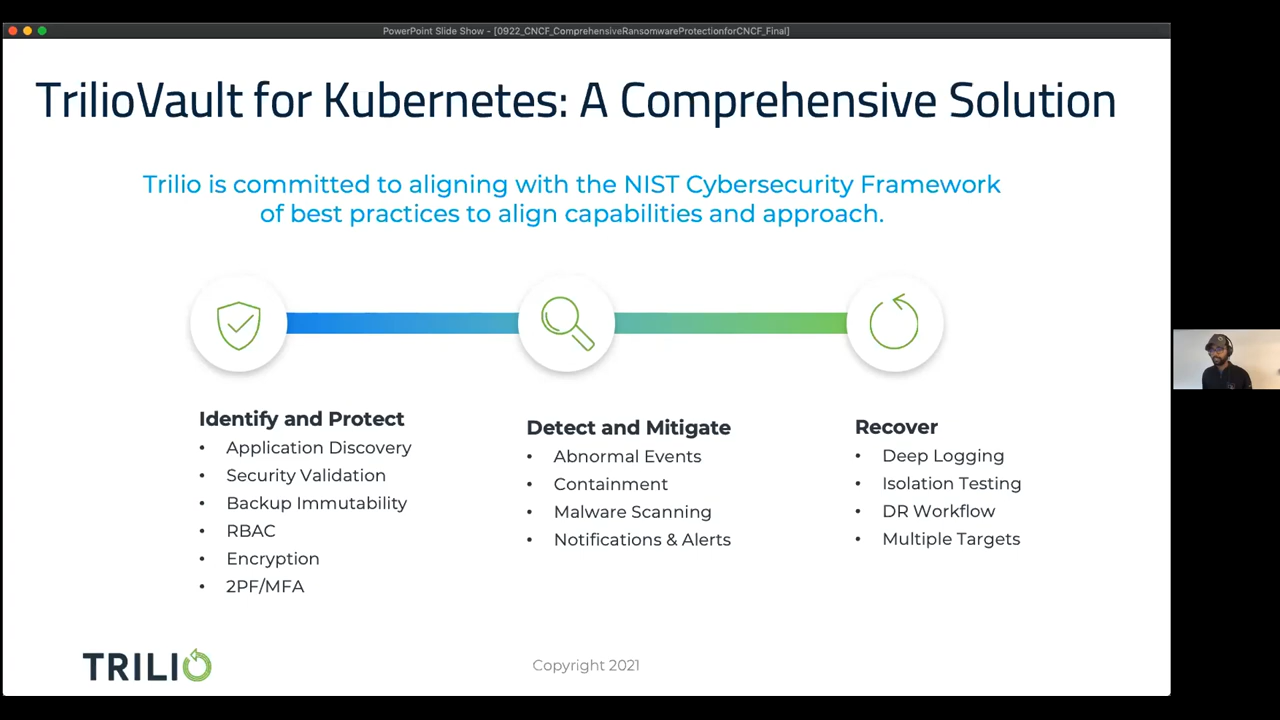 PowerPoint Slide Show - [0922_CNCF_ComprehensiveRansomwareProtectionforCNCF_Final]
TrilioVault for Kubernetes: A Comprehensive Solution
Trilio is committed to aligning with the NIST Cybersecurity Framework
of best practices to align capabilities and approach.
Identify and Protect
• Application Discovery
• Security Validation
• Backup Immutability
• RBAC
• Encryption
• 2PF/MFA
Detect and Mitigate
• Abnormal Events
• Containment
• Malware Scanning
• Notifications & Alerts
Recover
• Deep Logging
• Isolation Testing
• DR Workflow
• Multiple Targets
TRILIO
Copyright 2021